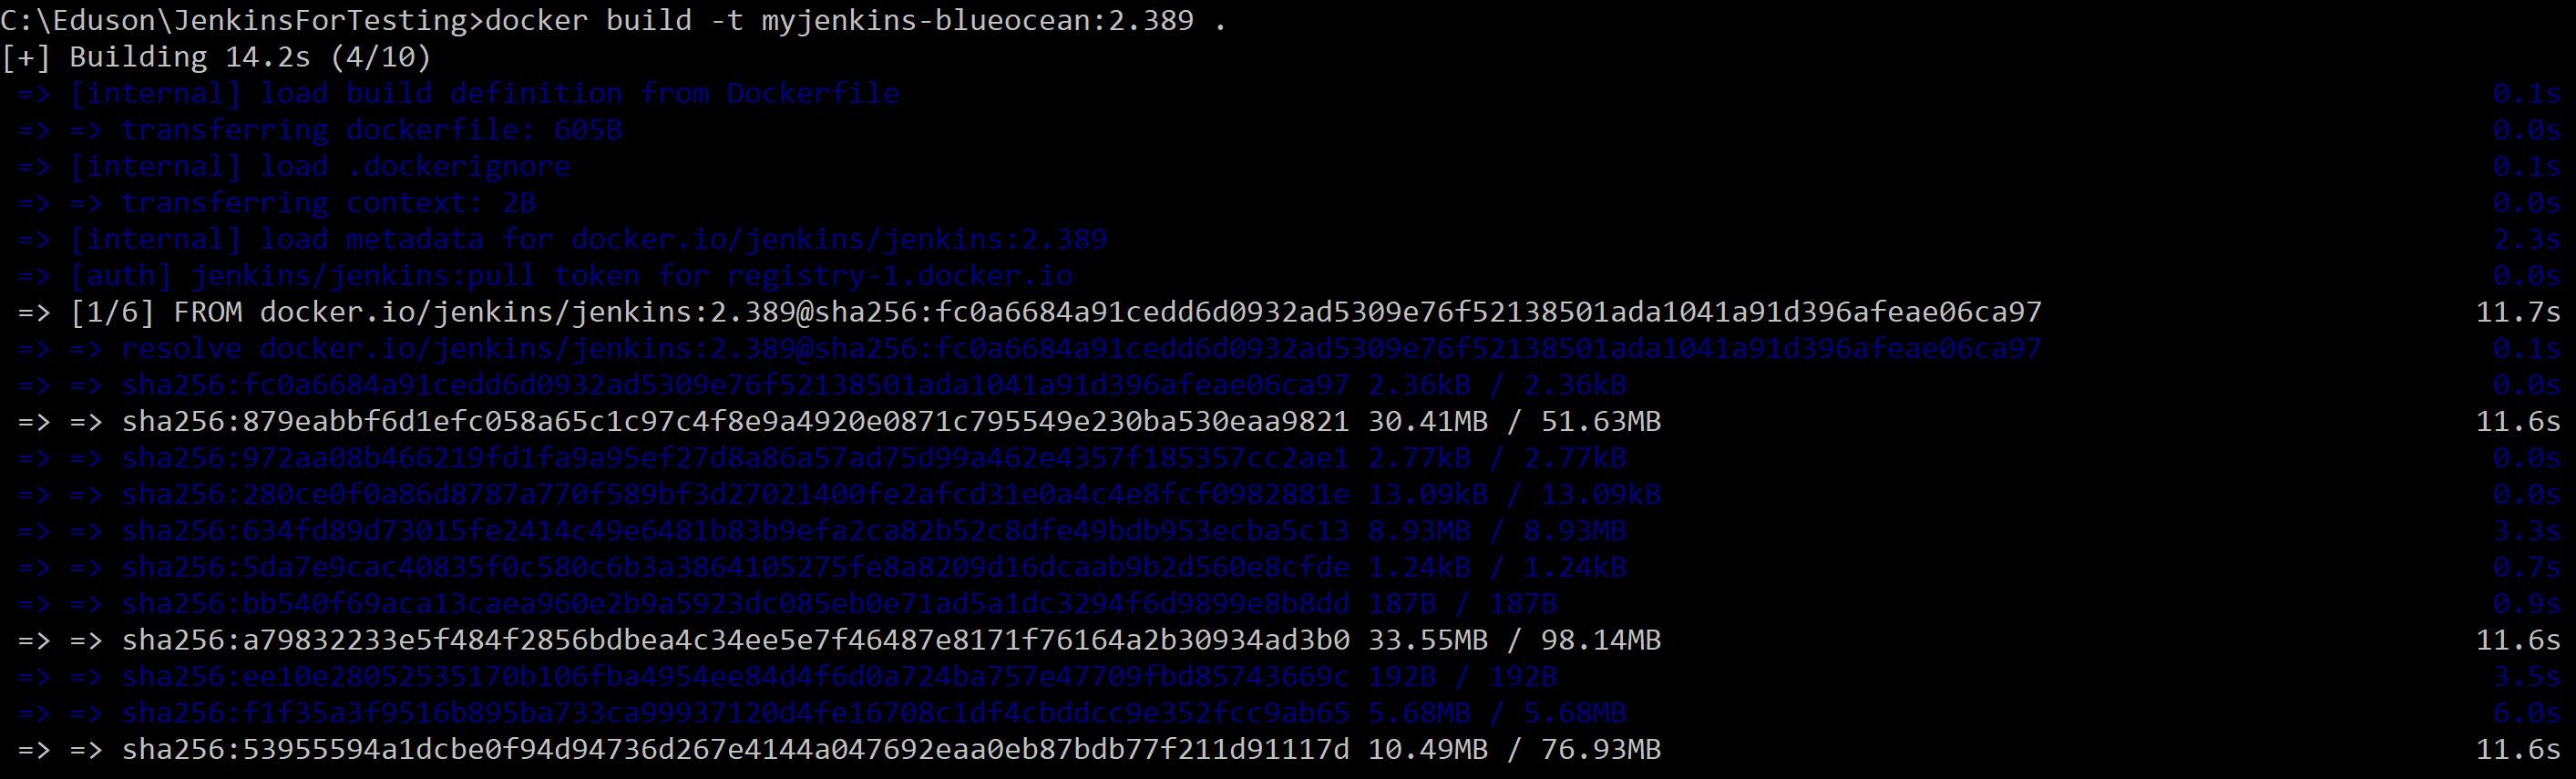 C:\Eduson\JenkinsForTesting>docker build -t myjenkins-blueocean:2.389 .
[+] Building 14.2s (4/10)
=> [internal] load build definition from Dockerfile 0.1s
=> => transferring dockerfile: 605B 0.0s
=> [internal] load .dockerignore 0.1s
=> => transferring context: 2B 0.0s
=> [internal] load metadata for docker.io/jenkins/jenkins:2.389 2.3s
=> [auth] jenkins/jenkins:pull token for registry-1.docker.io 0.0s
=> [1/6] FROM docker.io/jenkins/jenkins:2.389@sha256:fc0a6684a91cedd6d0932ad5309e76f52138501ada1041a91d396afeae06ca97 11.7s
=> => resolve docker.io/jenkins/jenkins:2.389@sha256:fc0a6684a91cedd6d0932ad5309e76f52138501ada1041a91d396afeae06ca97 0.1s
=> => sha256:fc0a6684a91cedd6d0932ad5309e76f52138501ada1041a91d396afeae06ca97 2.36kB / 2.36kB 0.0s
=> => sha256:879eabbf6d1efc058a65c1c97c4f8e9a4920e0871c795549e230ba530eaa9821 30.41MB / 51.63MB 11.6s
=> => sha256:972aa08b466219fd1fa9a95ef27d8a86a57ad75d99a462e4357f185357cc2ae1 2.77kB / 2.77kB 0.0s
=> => sha256:280ce0f0a86d8787a770f589bf3d27021400fe2afcd31e0a4c4e8fcf0982881e 13.09kB / 13.09kB 0.0s
=> => sha256:634fd89d73015fe2414c49e6481b83b9efa2ca82b52c8dfe49bdb953ecba5c13 8.93MB / 8.93MB 3.3s
=> => sha256:5da7e9cac40835f0c580c6b3a3864105275fe8a8209d16dcaab9b2d560e8cfde 1.24kB / 1.24kB 0.7s
=> => sha256:bb540f69aca13caea960e2b9a5923dc085eb0e71ad5a1dc3294f6d9899e8b8dd 187B / 187B 0.9s
=> => sha256:a79832233e5f484f2856bdbea4c34ee5e7f46487e8171f76164a2b30934ad3b0 33.55MB / 98.14MB 11.6s
=> => sha256:ee10e28052535170b106fba4954ee84d4f6d0a724ba757e47709fbd85743669c 192B / 192B 3.5s
=> => sha256:f1f35a3f9516b895ba733ca99937120d4fe16708c1df4cbddcc9e352fcc9ab65 5.68MB / 5.68MB 6.0s
=> => sha256:53955594a1dcbe0f94d94736d267e4144a047692eaa0eb87bdb77f211d91117d 10.49MB / 76.93MB 11.6s